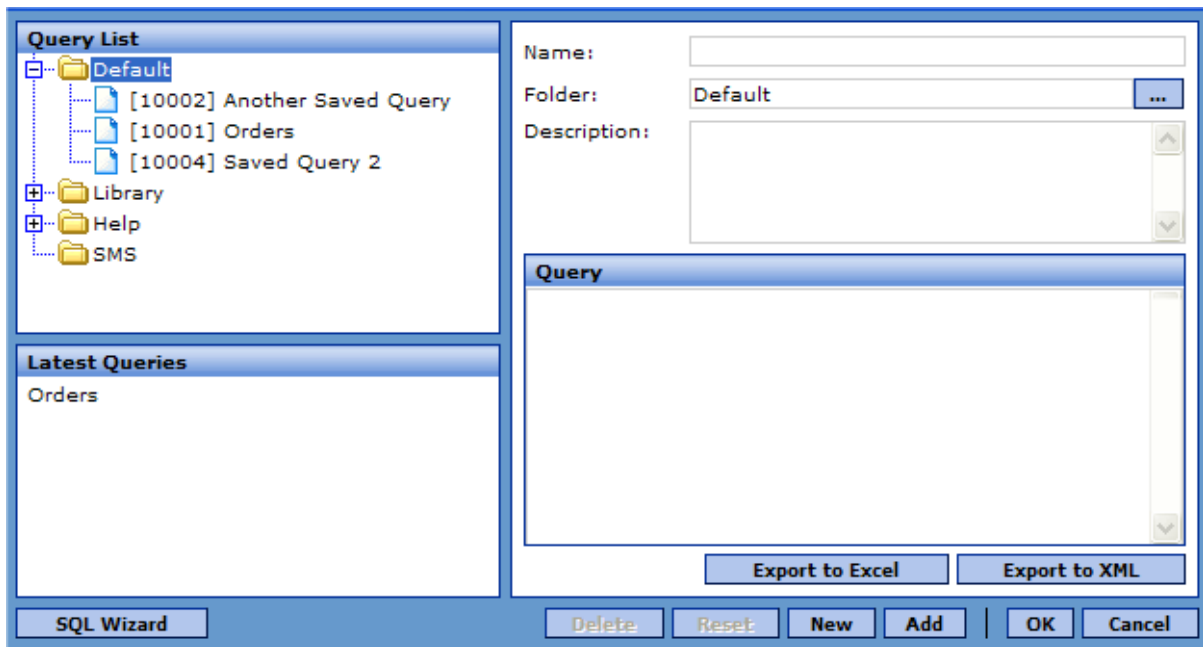 Query List
Default
[10002] Another Saved Query
[10001] Orders
[10004] Saved Query 2
Library
Help
SMS
Latest Queries
Orders
SQL Wizard
Name:
Folder: Default ...
Description:
Query
Export to Excel Export to XML
Delete Reset New Add OK Cancel